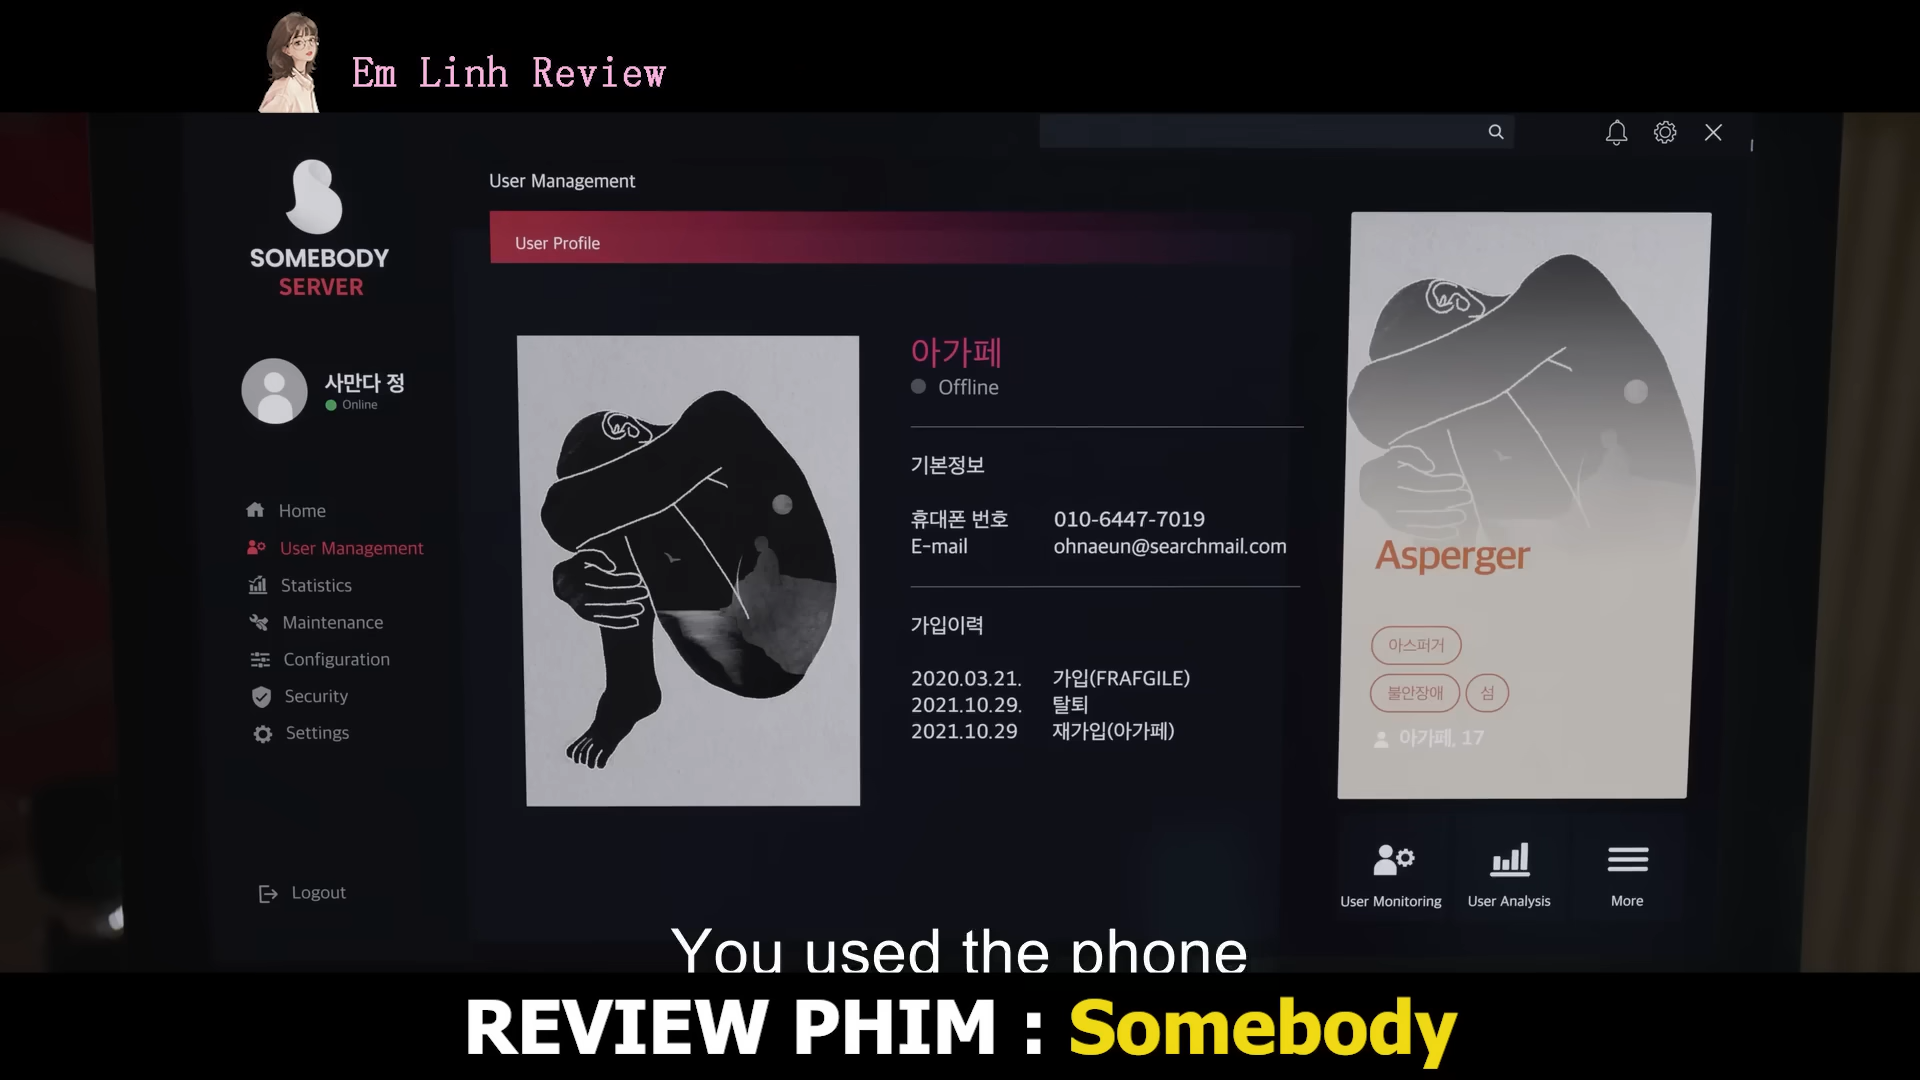 Em Linh Review
SOMEBODY
SERVER
사만다 정
Online
Home
User Management
Statistics
Maintenance
Configuration
Security
Settings
Logout
User Management
User Profile
아가페
Offline
기본정보
휴대폰 번호 010-6447-7019
E-mail ohnaeun@searchmail.com
가입이력
2020.03.21. 가입(FRAFGILE)
2021.10.29. 탈퇴
2021.10.29 재가입(아가페)
Asperger
아스퍼거
불안장애 섬
아가페, 17
User Monitoring User Analysis More
You used the phone
REVIEW PHIM : Somebody